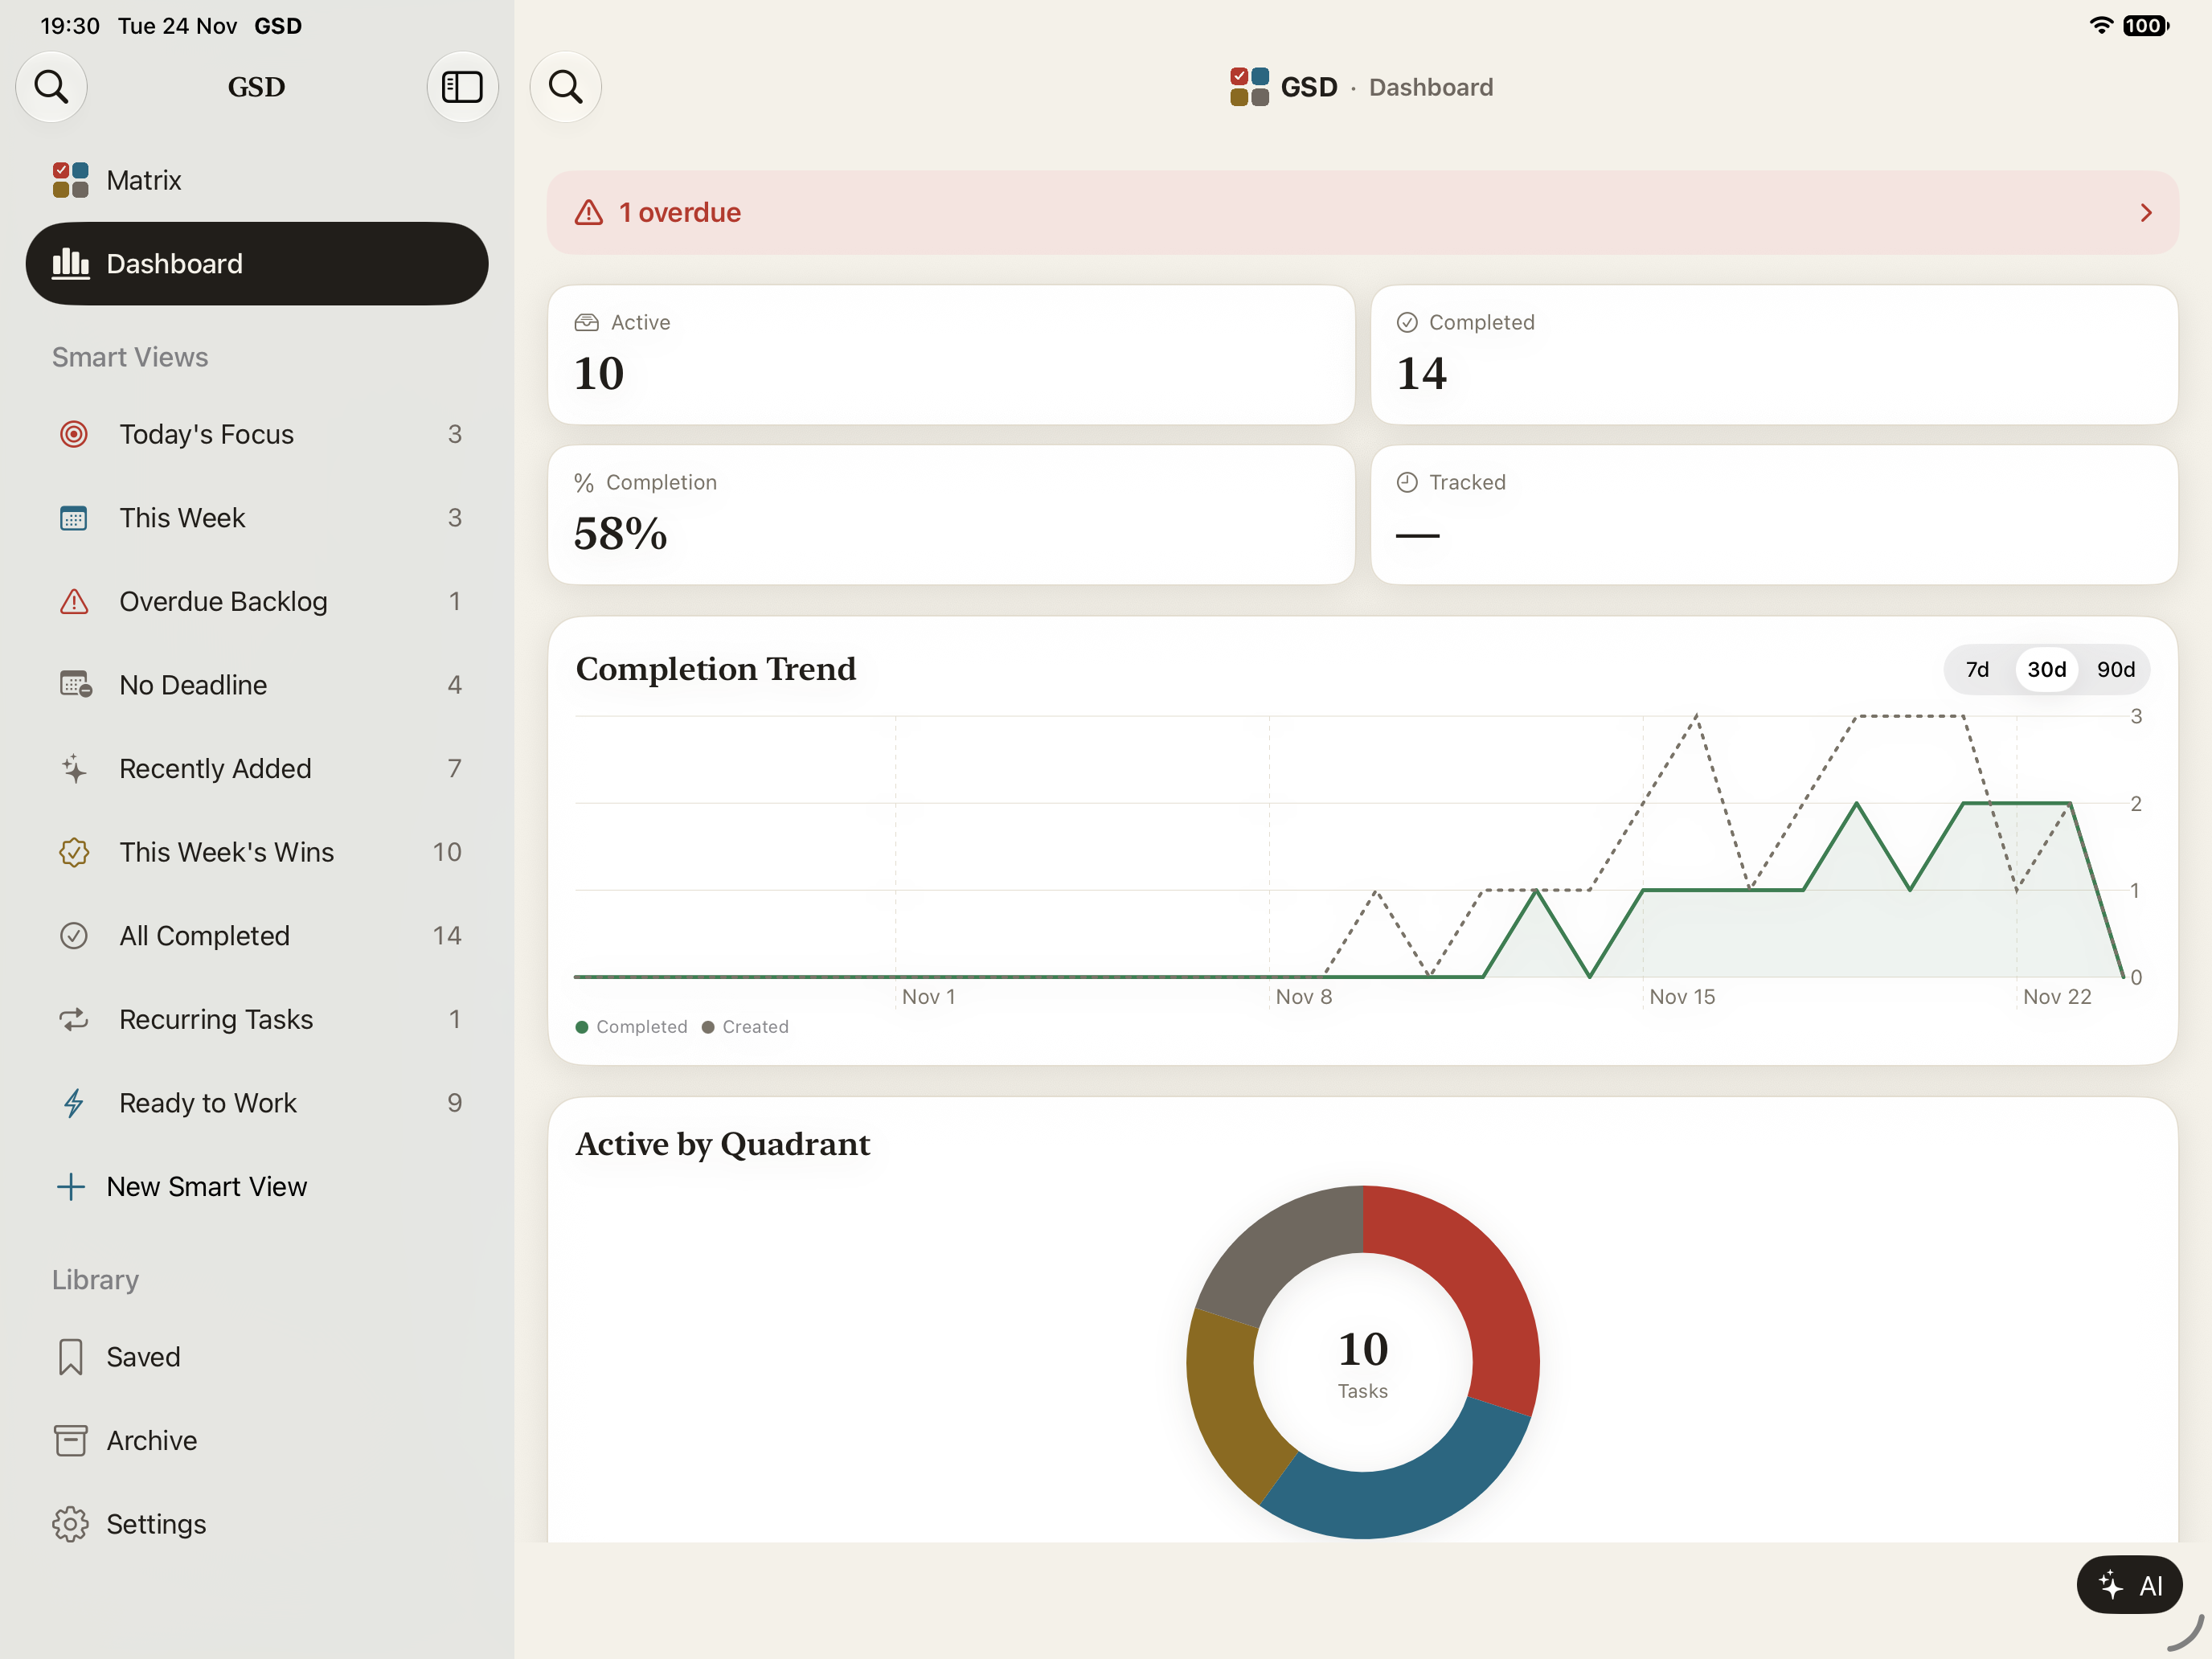 19:30 Tue 24 Nov GSD
100
GSD
Matrix
Dashboard
Smart Views
Today's Focus 3
This Week 3
Overdue Backlog 1
No Deadline 4
Recently Added 7
This Week's Wins 10
All Completed 14
Recurring Tasks 1
Ready to Work 9
New Smart View
Library
Saved
Archive
Settings
GSD · Dashboard
1 overdue
Active
10
Completed
14
% Completion
58%
Tracked
—
Completion Trend
7d 30d 90d
3
2
1
0
Nov 1 Nov 8 Nov 15 Nov 22
Completed Created
Active by Quadrant
10
Tasks
AI